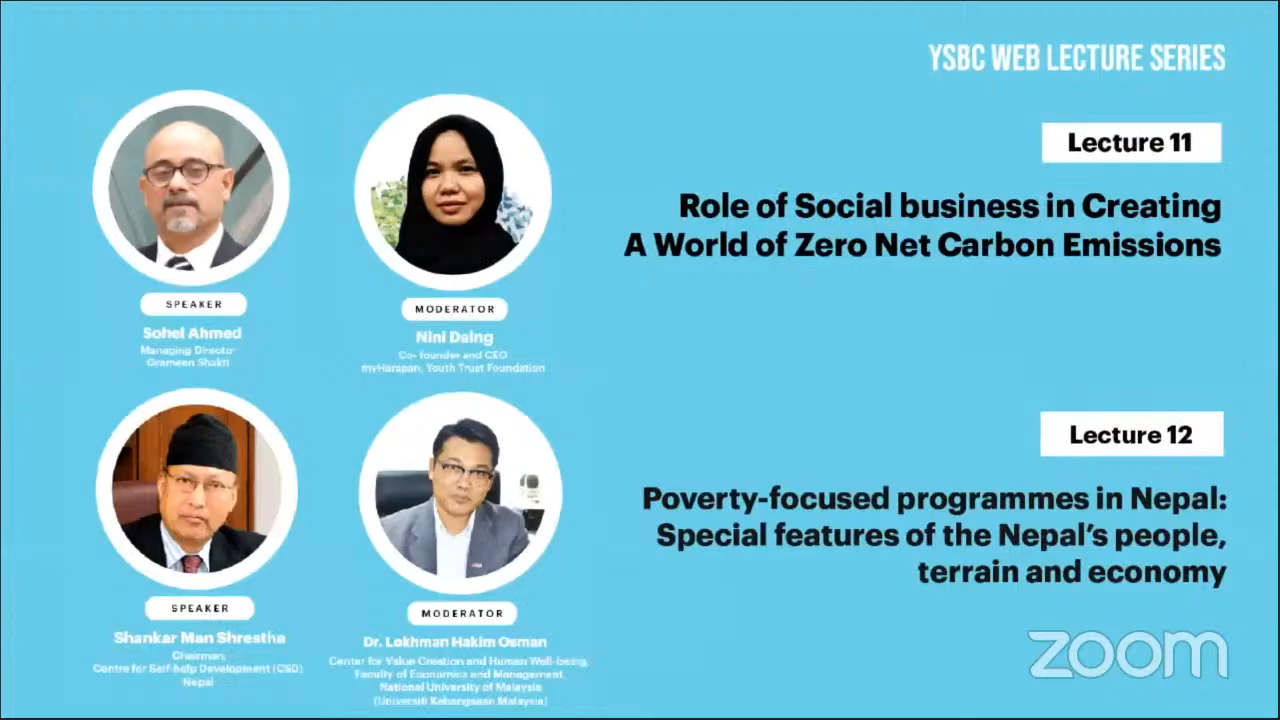 YSBC WEB LECTURE SERIES
Lecture 11
Role of Social business in Creating
A World of Zero Net Carbon Emissions
SPEAKER
Sohel Ahmed
Managing Director
Grameen Shakti
MODERATOR
Nini Daing
Co- founder and CEO
myHarapan, Youth Trust Foundation
Lecture 12
Poverty-focused programmes in Nepal:
Special features of the Nepal's people,
terrain and economy
SPEAKER
Shankar Man Shrestha
Chairman,
Centre for Self-help Development (CSD)
Nepal
MODERATOR
Dr. Lokhman Hakim Osman
Center for Value Creation and Human Well-being,
Faculty of Economics and Management,
National University of Malaysia
(Universiti Kebangsaan Malaysia)
zoom